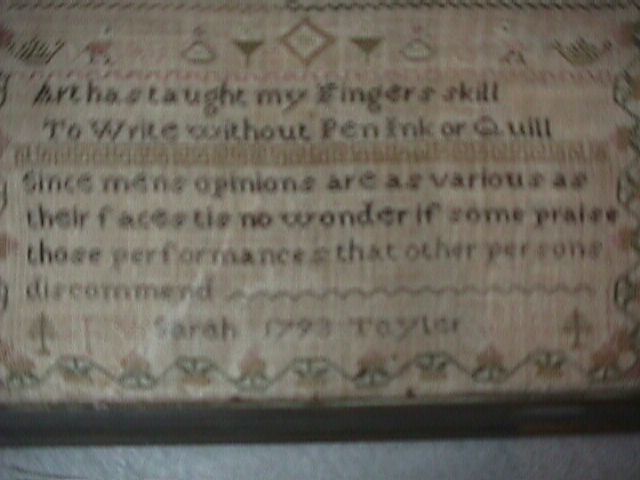 Art has taught my Fingers skill
To Write without Pen Ink or Quill
Since mens opinions are as various as
their faces tis no wonder if some praise
those performances that other persons
discommend
Sarah 1793 Taylor